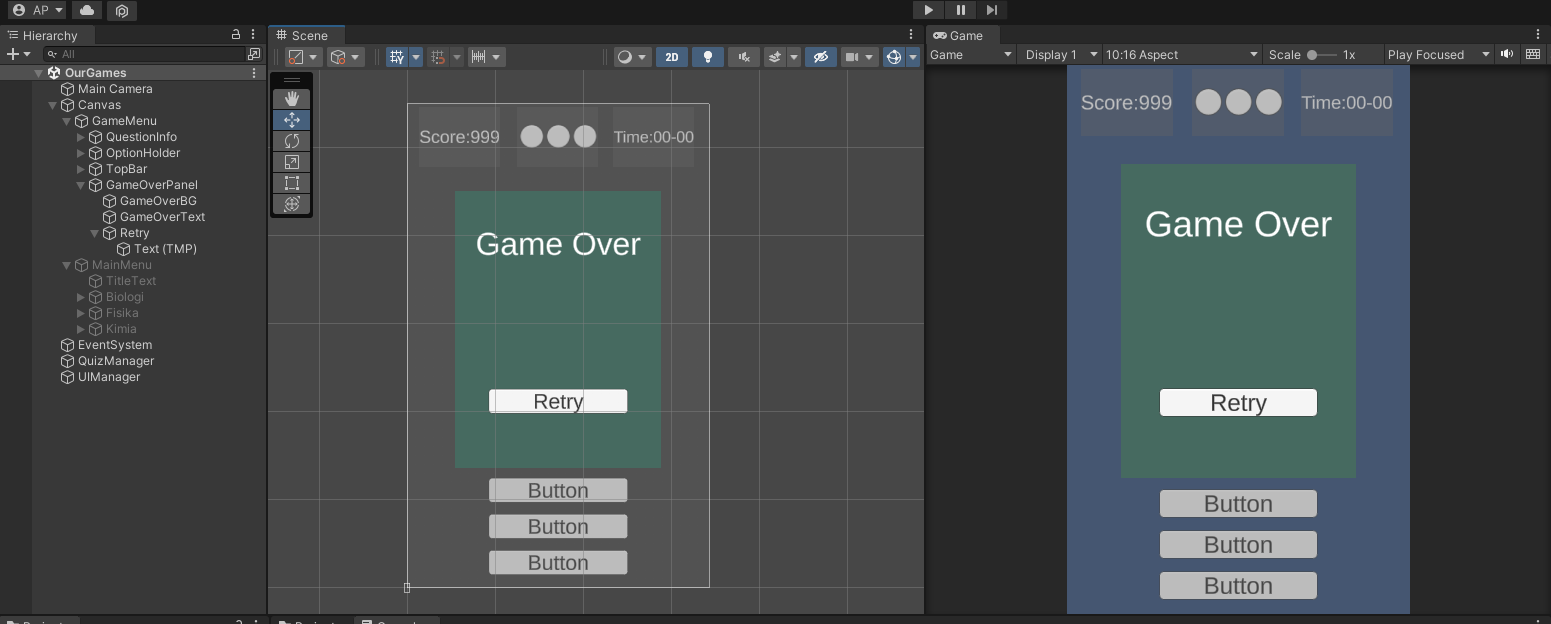 AP
Hierarchy
All
OurGames
Main Camera
Canvas
GameMenu
QuestionInfo
OptionHolder
TopBar
GameOverPanel
GameOverBG
GameOverText
Retry
Text (TMP)
MainMenu
TitleText
Biologi
Fisika
Kimia
EventSystem
QuizManager
UIManager
Scene
2D
Score:999
Time:00-00
Game Over
Retry
Button
Button
Button
Game
Game Display 1 10:16 Aspect Scale 1x Play Focused
Score:999
Time:00-00
Game Over
Retry
Button
Button
Button